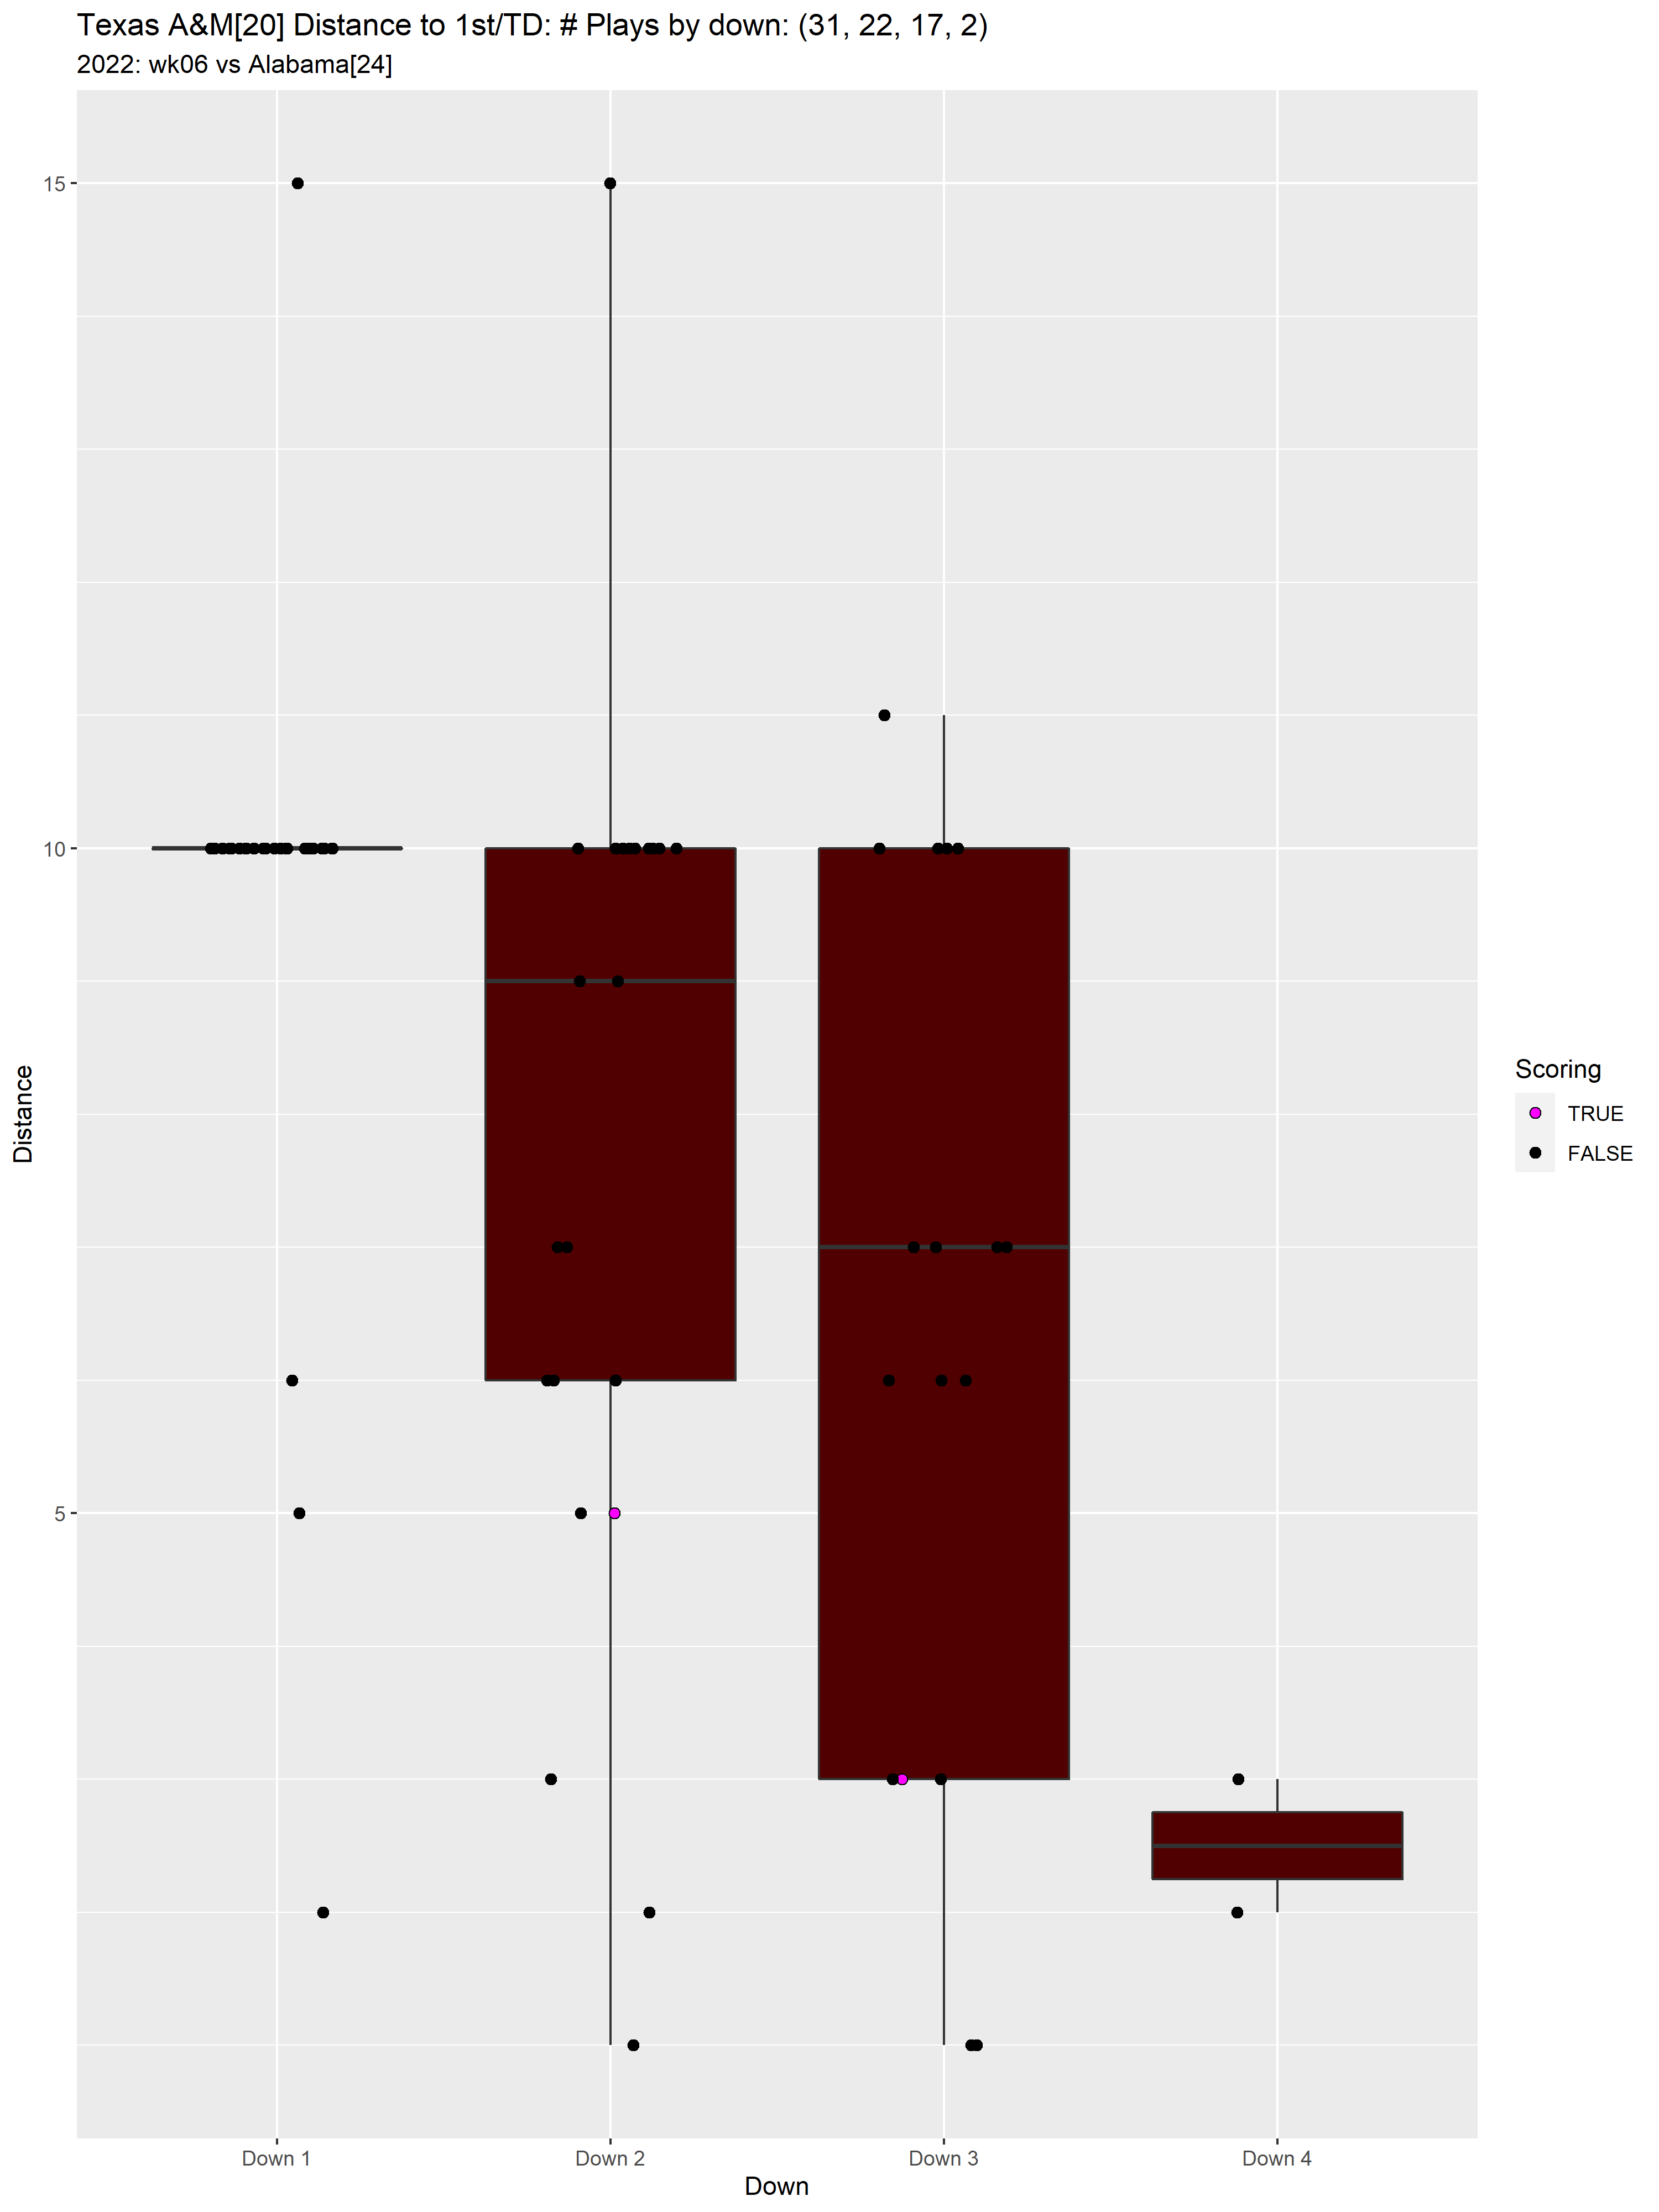 Texas A&M[20] Distance to 1st/TD: # Plays by down: (31, 22, 17, 2)
2022: wk06 vs Alabama[24]
15
10
5
Distance
Down 1
Down 2
Down 3
Down 4
Down
Scoring
TRUE
FALSE